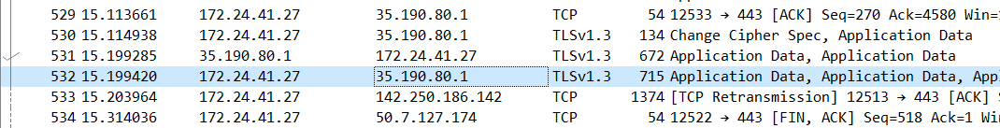 529 15.113661 172.24.41.27 35.190.80.1 TCP 54 12533 → 443 [ACK] Seq=270 Ack=4580 Win=
530 15.114938 172.24.41.27 35.190.80.1 TLSv1.3 134 Change Cipher Spec, Application Data
531 15.199285 35.190.80.1 172.24.41.27 TLSv1.3 672 Application Data, Application Data
532 15.199420 172.24.41.27 35.190.80.1 TLSv1.3 715 Application Data, Application Data,
533 15.203964 172.24.41.27 142.250.186.142 TCP 1374 [TCP Retransmission] 12513 → 443 [ACK]
534 15.314036 172.24.41.27 50.7.127.174 TCP 54 12522 → 443 [FIN, ACK] Seq=518 Ack=1